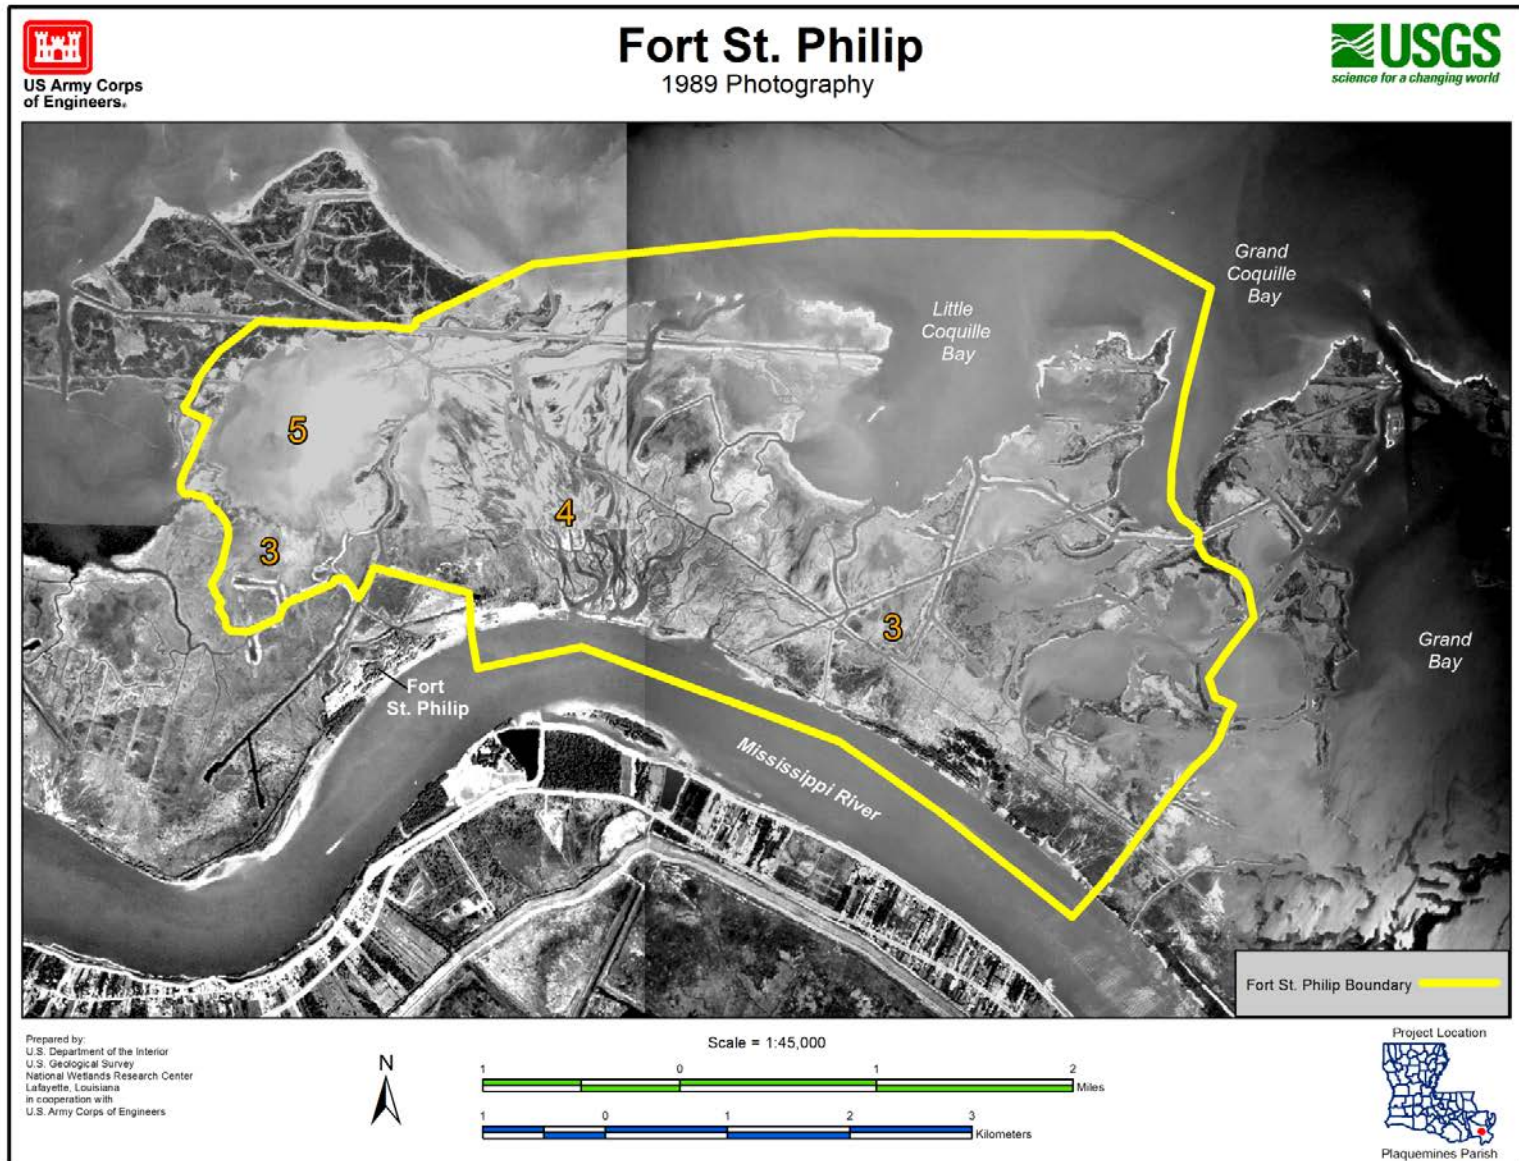 Fort St. Philip
1989 Photography
US Army Corps
of Engineers®
USGS
science for a changing world
Grand
Coquille
Bay
Little
Coquille
Bay
5
4
3
3
Grand
Bay
Fort
St. Philip
Mississippi River
Fort St. Philip Boundary
Prepared by:
U.S. Department of the Interior
U.S. Geological Survey
National Wetlands Research Center
Lafayette, Louisiana
in cooperation with
U.S. Army Corps of Engineers
N
Scale = 1:45,000
1 0 1 2
Miles
1 0 1 2 3
Kilometers
Project Location
Plaquemines Parish